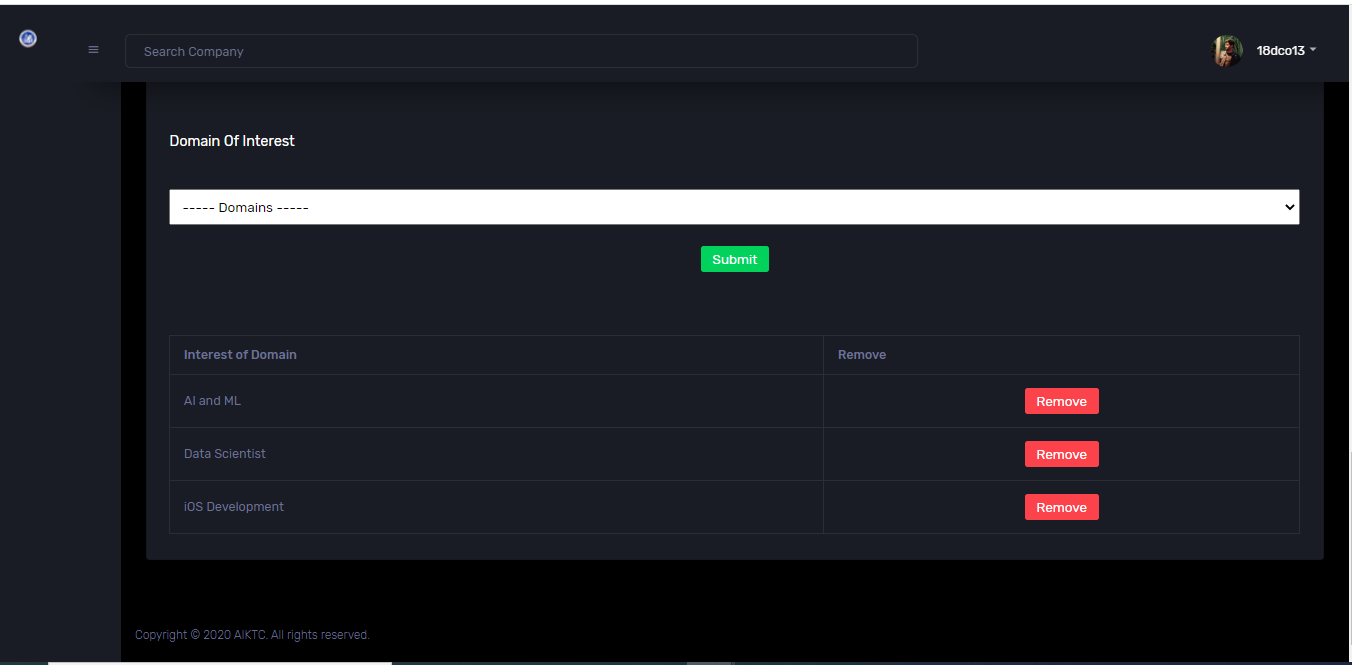 Search Company
18dco13
Domain Of Interest
----- Domains -----
Submit
Interest of Domain Remove
AI and ML Remove
Data Scientist Remove
iOS Development Remove
Copyright © 2020 AIKTC. All rights reserved.